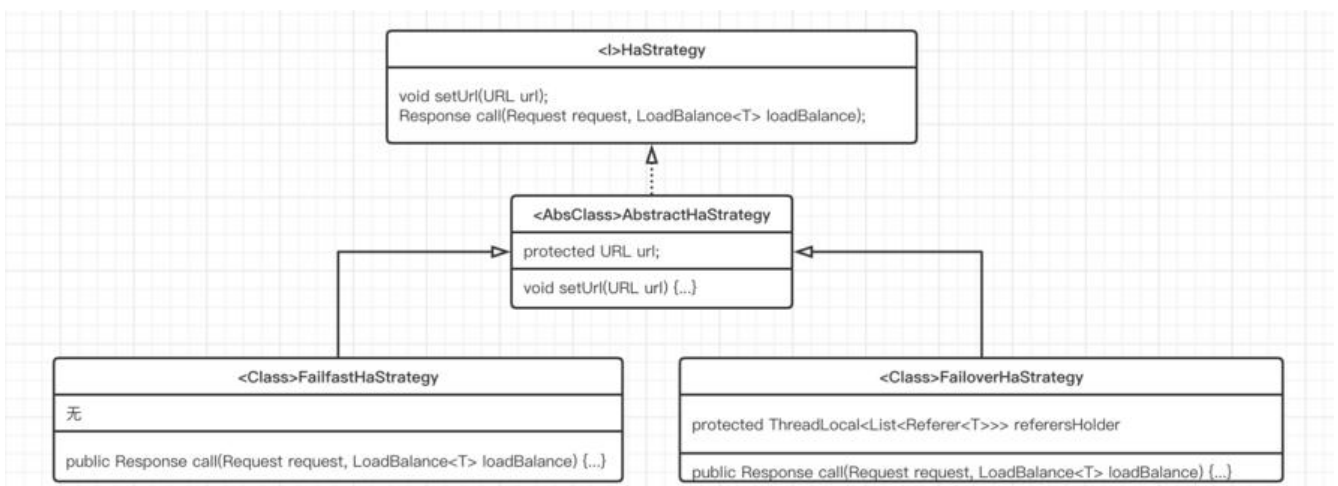 <I>HaStrategy
void setUrl(URL url);
Response call(Request request, LoadBalance<T> loadBalance);
<AbsClass>AbstractHaStrategy
protected URL url;
void setUrl(URL url) {...}
<Class>FailfastHaStrategy
无
public Response call(Request request, LoadBalance<T> loadBalance) {...}
<Class>FailoverHaStrategy
protected ThreadLocal<List<Referer<T>>> referersHolder
public Response call(Request request, LoadBalance<T> loadBalance) {...}